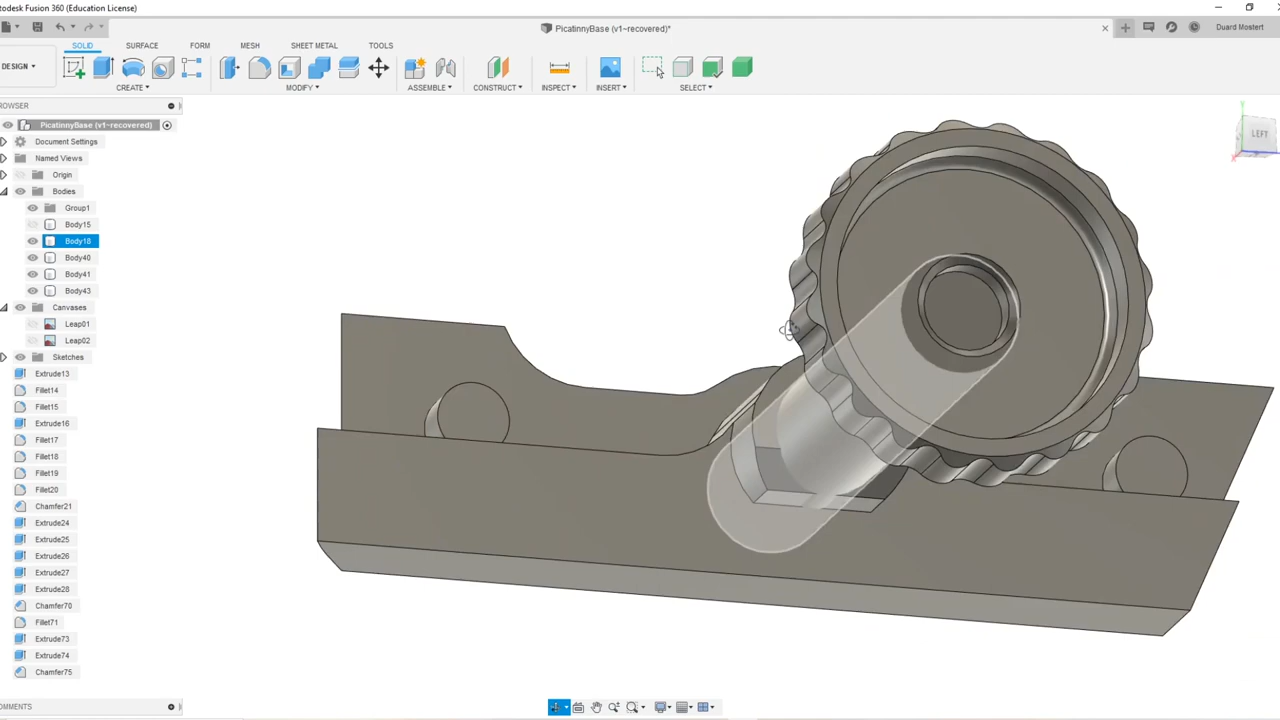 utodesk Fusion 360 (Education License)
PicatinnyBase (v1~recovered)*
Duard Mostert
SOLID SURFACE FORM MESH SHEET METAL TOOLS
DESIGN
CREATE MODIFY ASSEMBLE CONSTRUCT INSPECT INSERT SELECT
BROWSER
PicatinnyBase (v1~recovered)
LEFT
Document Settings
Named Views
Origin
Bodies
Group1
Body15
Body18
Body40
Body41
Body43
Canvases
Leap01
Leap02
Sketches
Extrude13
Fillet14
Fillet15
Extrude16
Fillet17
Fillet18
Fillet19
Fillet20
Chamfer21
Extrude24
Extrude25
Extrude26
Extrude27
Extrude28
Chamfer70
Fillet71
Extrude73
Extrude74
Chamfer75
OMMENTS